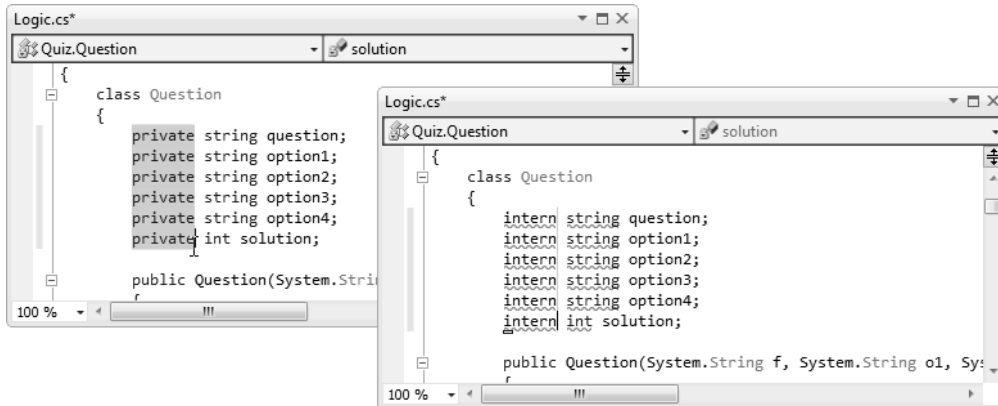 Logic.cs*
Quiz.Question
solution
{
class Question
{
private string question;
private string option1;
private string option2;
private string option3;
private string option4;
private int solution;
public Question(System.Stri
{
100 %
Logic.cs*
Quiz.Question
solution
{
class Question
{
intern string question;
intern string option1;
intern string option2;
intern string option3;
intern string option4;
intern int solution;
public Question(System.String f, System.String o1, Sys
{
100 %